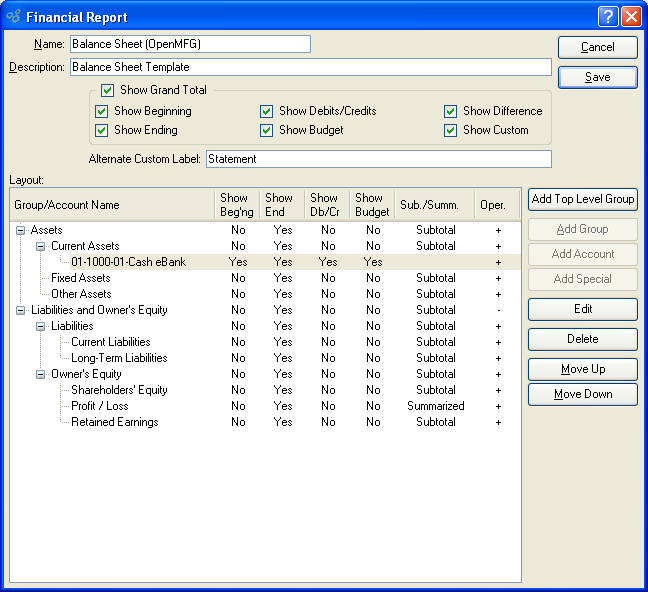 Financial Report
Name: Balance Sheet (OpenMFG)
Cancel
Description: Balance Sheet Template
Save
Show Grand Total
Show Beginning Show Debits/Credits Show Difference
Show Ending Show Budget Show Custom
Alternate Custom Label: Statement
Layout:
Group/Account Name Show Beg'ng Show End Show Db/Cr Show Budget Sub./Summ. Oper.
Assets No Yes No No Subtotal +
Current Assets No Yes No No Subtotal +
01-1000-01-Cash eBank Yes Yes Yes Yes +
Fixed Assets No Yes No No Subtotal +
Other Assets No Yes No No Subtotal +
Liabilities and Owner's Equity No Yes No No Subtotal -
Liabilities No Yes No No Subtotal +
Current Liabilities No Yes No No Subtotal +
Long-Term Liabilities No Yes No No Subtotal +
Owner's Equity No Yes No No Subtotal +
Shareholders' Equity No Yes No No Subtotal +
Profit / Loss No Yes No No Summarized +
Retained Earnings No Yes No No Subtotal +
Add Top Level Group
Add Group
Add Account
Add Special
Edit
Delete
Move Up
Move Down